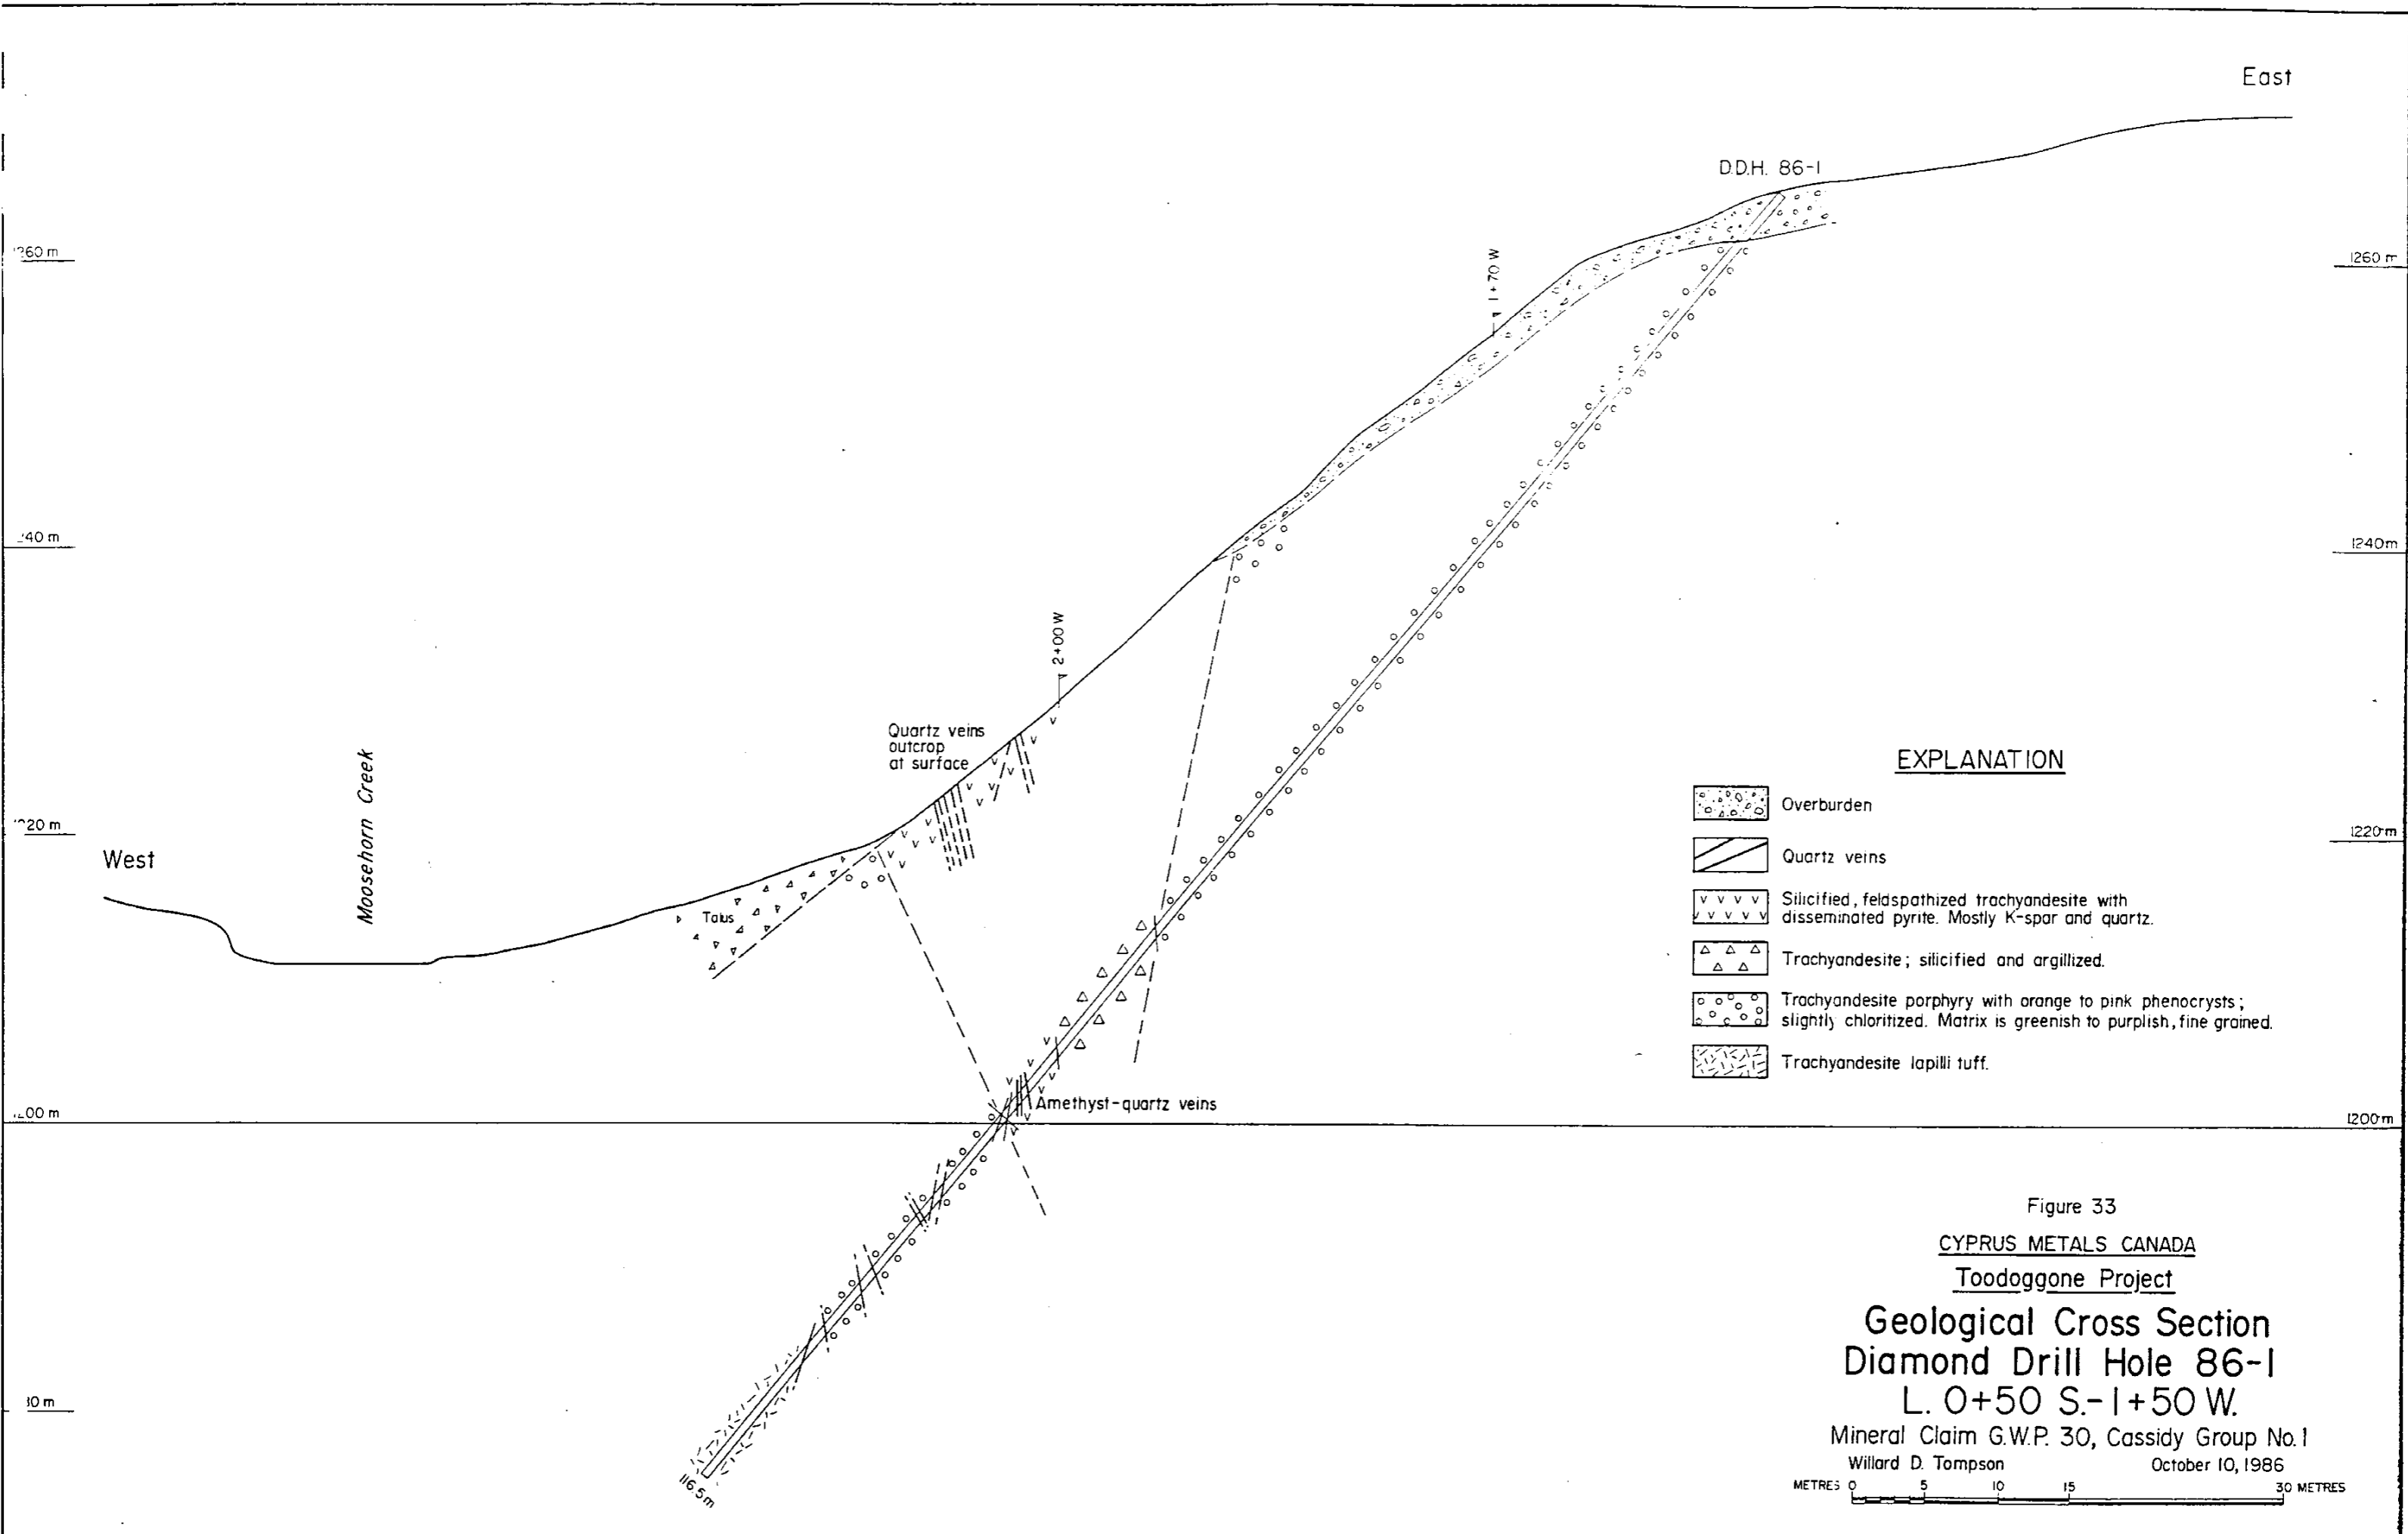 East
D.D.H. 86-1
1260 m
1+70 W
1240m
2+00 W
Quartz veins
outcrop
at surface
Moosehorn Creek
1220m
West
Talus
EXPLANATION
Overburden
Quartz veins
Silicified, feldspathized trachyandesite with
disseminated pyrite. Mostly K-spar and quartz.
Trachyandesite; silicified and argillized.
Trachyandesite porphyry with orange to pink phenocrysts;
slightly chloritized. Matrix is greenish to purplish, fine grained.
Trachyandesite lapilli tuff.
Amethyst-quartz veins
1200m
116.5m
Figure 33
CYPRUS METALS CANADA
Toodoggone Project
Geological Cross Section
Diamond Drill Hole 86-1
L. 0+50 S.-1+50 W.
Mineral Claim G.W.P. 30, Cassidy Group No. 1
Willard D. Tompson October 10, 1986
METRES 0 5 10 15 30 METRES